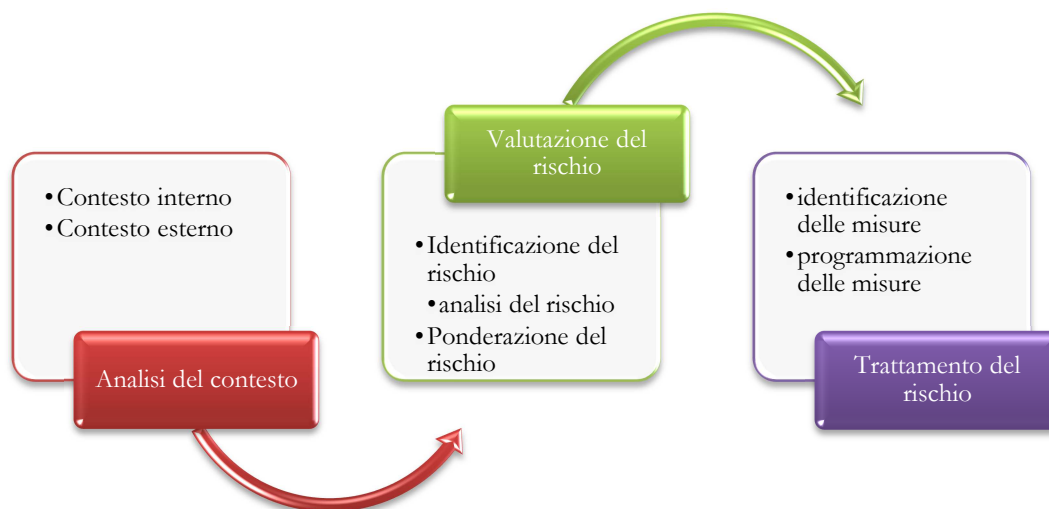 •Contesto interno
•Contesto esterno
Analisi del contesto
Valutazione del
rischio
•Identificazione del
rischio
•analisi del rischio
•Ponderazione del
rischio
•identificazione
delle misure
•programmazione
delle misure
Trattamento del
rischio